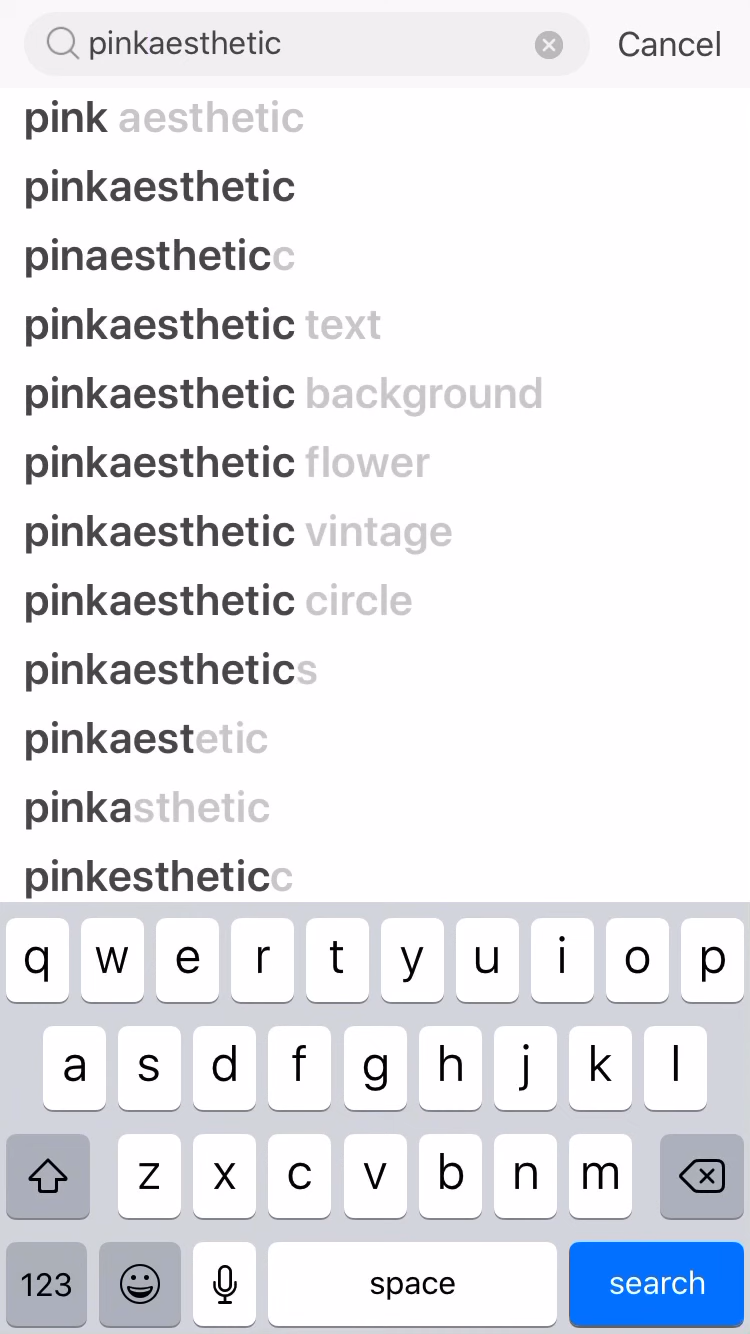 pinkaesthetic Cancel
pink aesthetic
pinkaesthetic
pinaestheticc
pinkaesthetic text
pinkaesthetic background
pinkaesthetic flower
pinkaesthetic vintage
pinkaesthetic circle
pinkaesthetics
pinkaestetic
pinkasthetic
pinkestheticc
q w e r t y u i o p
a s d f g h j k l
z x c v b n m
123 space search